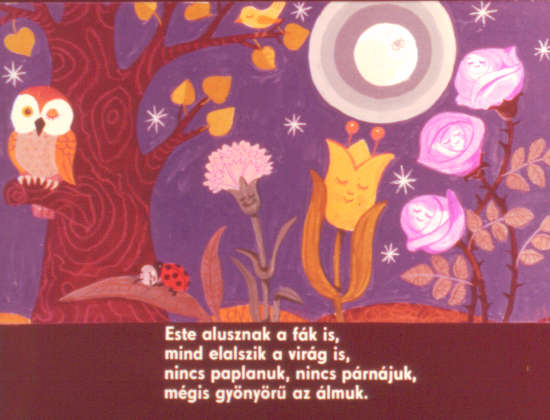 Este alusznak a fák is,
mind elalszik a virág is,
nincs paplanuk, nincs párnájuk,
mégis gyönyörű az álmuk.